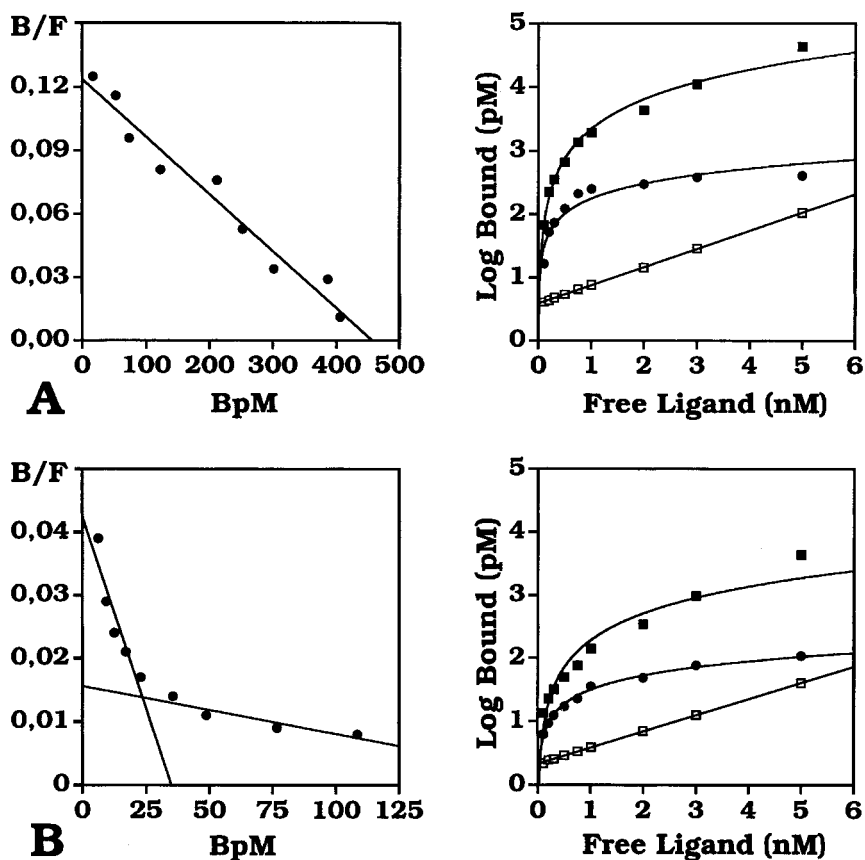 B/F
0,12
0,09
0,06
0,03
0,00
0 100 200 300 400 500
BpM
A
Log Bound (pM)
5
4
3
2
1
0
0 1 2 3 4 5 6
Free Ligand (nM)
B/F
0,04
0,03
0,02
0,01
0
0 25 50 75 100 125
BpM
B
Log Bound (pM)
5
4
3
2
1
0
0 1 2 3 4 5 6
Free Ligand (nM)